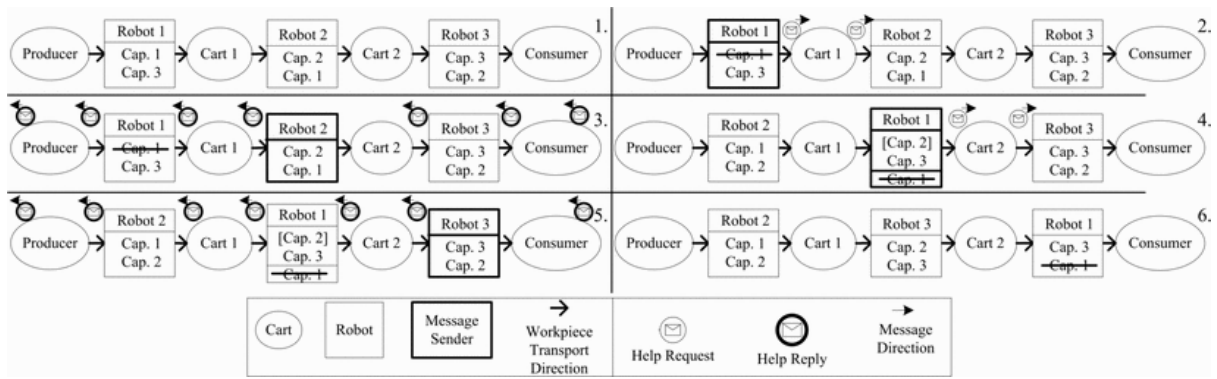 1.
Producer
Robot 1
Cap. 1
Cap. 3
Cart 1
Robot 2
Cap. 2
Cap. 1
Cart 2
Robot 3
Cap. 3
Cap. 2
Consumer
2.
Producer
Robot 1
Cap. 1
Cap. 3
Cart 1
Robot 2
Cap. 2
Cap. 1
Cart 2
Robot 3
Cap. 3
Cap. 2
Consumer
3.
Producer
Robot 1
Cap. 1
Cap. 3
Cart 1
Robot 2
Cap. 2
Cap. 1
Cart 2
Robot 3
Cap. 3
Cap. 2
Consumer
4.
Producer
Robot 2
Cap. 1
Cap. 2
Cart 1
Robot 1
[Cap. 2]
Cap. 3
Cap. 1
Cart 2
Robot 3
Cap. 3
Cap. 2
Consumer
5.
Producer
Robot 2
Cap. 1
Cap. 2
Cart 1
Robot 1
[Cap. 2]
Cap. 3
Cap. 1
Cart 2
Robot 3
Cap. 3
Cap. 2
Consumer
6.
Producer
Robot 2
Cap. 1
Cap. 2
Cart 1
Robot 3
Cap. 2
Cap. 3
Cart 2
Robot 1
Cap. 3
Cap. 1
Consumer
Cart
Robot
Message
Sender
Workpiece
Transport
Direction
Help Request
Help Reply
Message
Direction